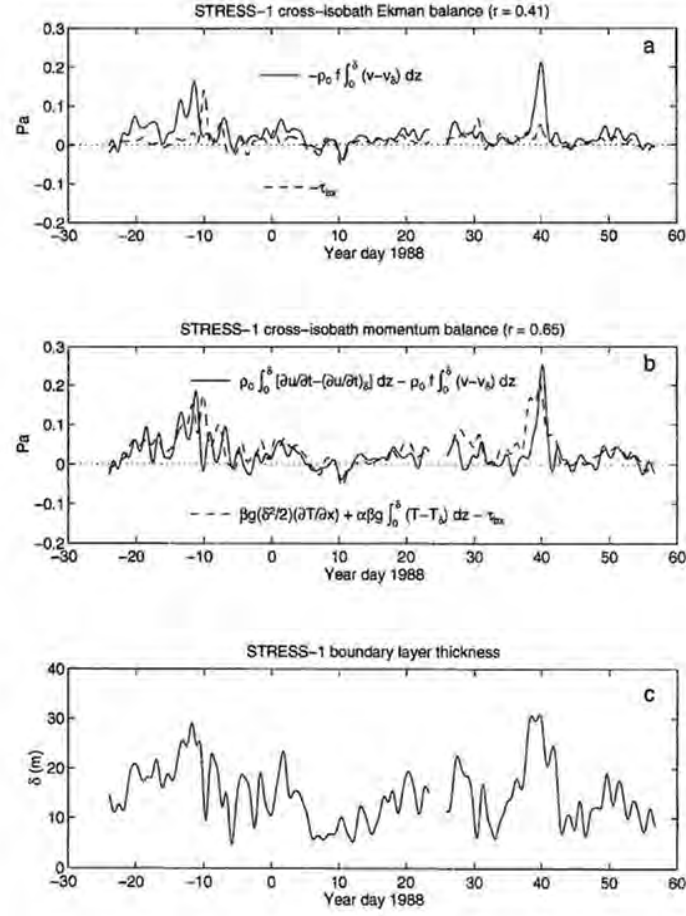 STRESS−1 cross−isobath Ekman balance (r = 0.41)
0.3
0.2
0.1
0
−0.1
−0.2
Pa
a
−ρ₀ f ∫₀^δ (v−v_δ) dz
−τ_bx
−30 −20 −10 0 10 20 30 40 50 60
Year day 1988
STRESS−1 cross−isobath momentum balance (r = 0.65)
0.3
0.2
0.1
0
−0.1
−0.2
Pa
b
ρ₀ ∫₀^δ [∂u/∂t−(∂u/∂t)_δ] dz − ρ₀ f ∫₀^δ (v−v_δ) dz
βg(δ²/2)(∂T/∂x) + αβg ∫₀^δ (T−T_δ) dz − τ_bx
−30 −20 −10 0 10 20 30 40 50 60
Year day 1988
STRESS−1 boundary layer thickness
40
30
20
10
0
δ (m)
c
−30 −20 −10 0 10 20 30 40 50 60
Year day 1988